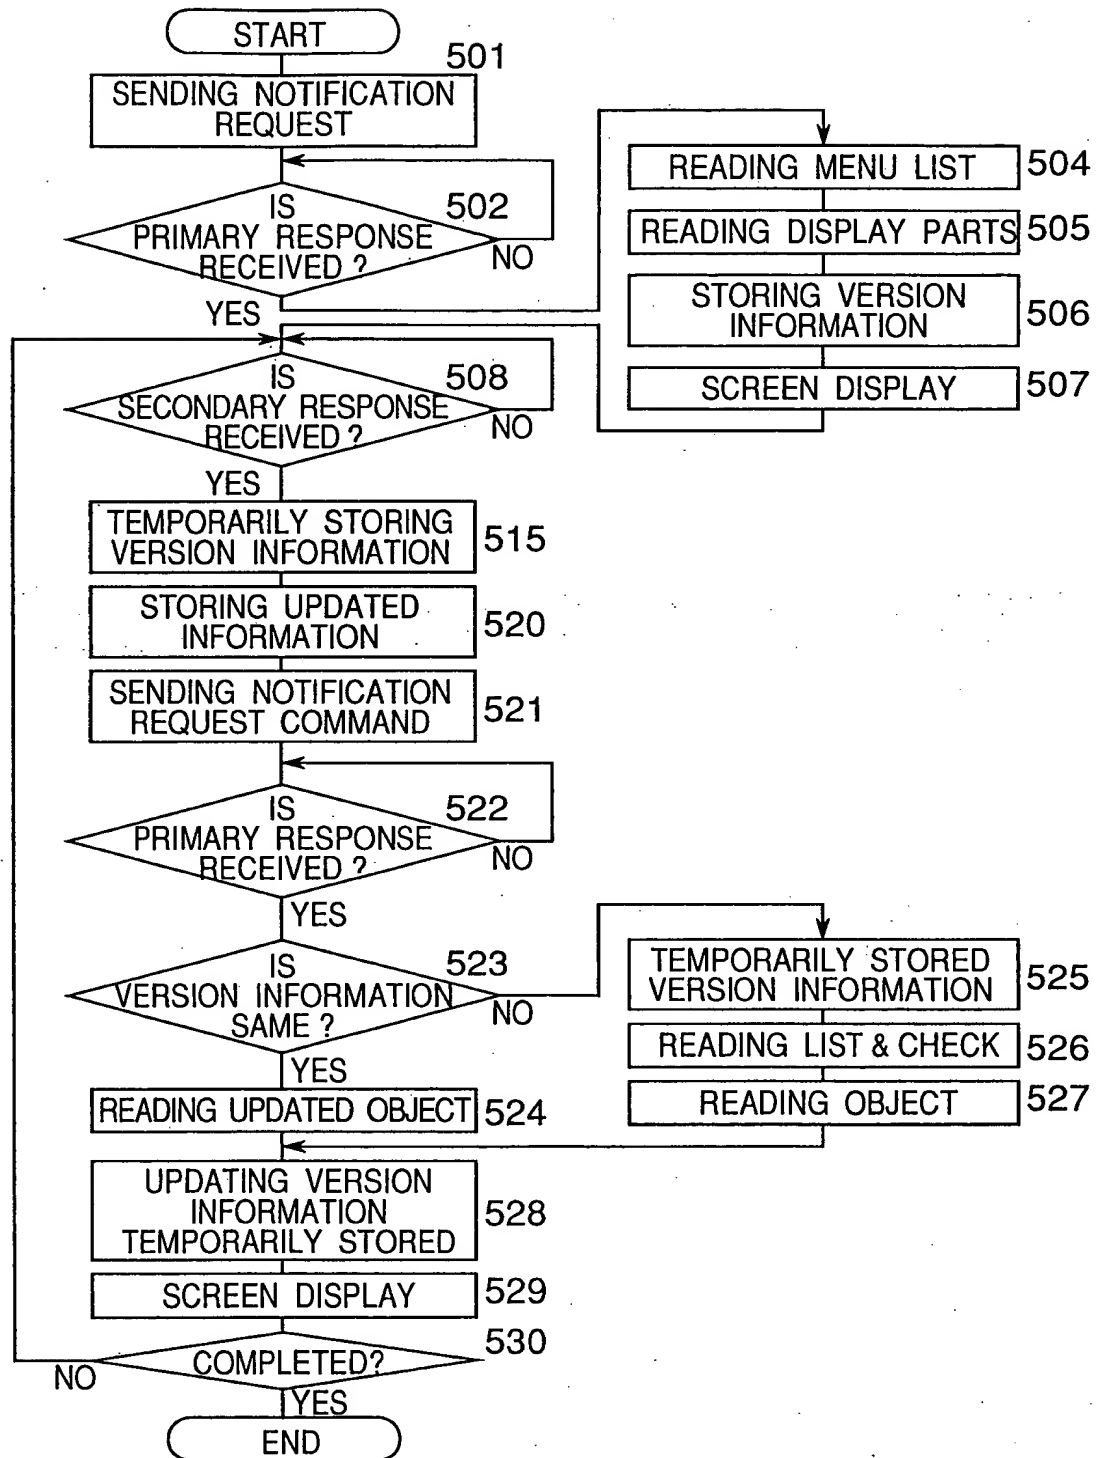 START
501
SENDING NOTIFICATION
REQUEST
IS
PRIMARY RESPONSE
RECEIVED ?
502
NO
YES
READING MENU LIST
504
READING DISPLAY PARTS
505
STORING VERSION
INFORMATION
506
SCREEN DISPLAY
507
IS
SECONDARY RESPONSE
RECEIVED ?
508
NO
YES
TEMPORARILY STORING
VERSION INFORMATION
515
STORING UPDATED
INFORMATION
520
SENDING NOTIFICATION
REQUEST COMMAND
521
IS
PRIMARY RESPONSE
RECEIVED ?
522
NO
YES
IS
VERSION INFORMATION
SAME ?
523
NO
YES
READING UPDATED OBJECT
524
TEMPORARILY STORED
VERSION INFORMATION
525
READING LIST & CHECK
526
READING OBJECT
527
UPDATING VERSION
INFORMATION
TEMPORARILY STORED
528
SCREEN DISPLAY
529
COMPLETED?
530
NO
YES
END